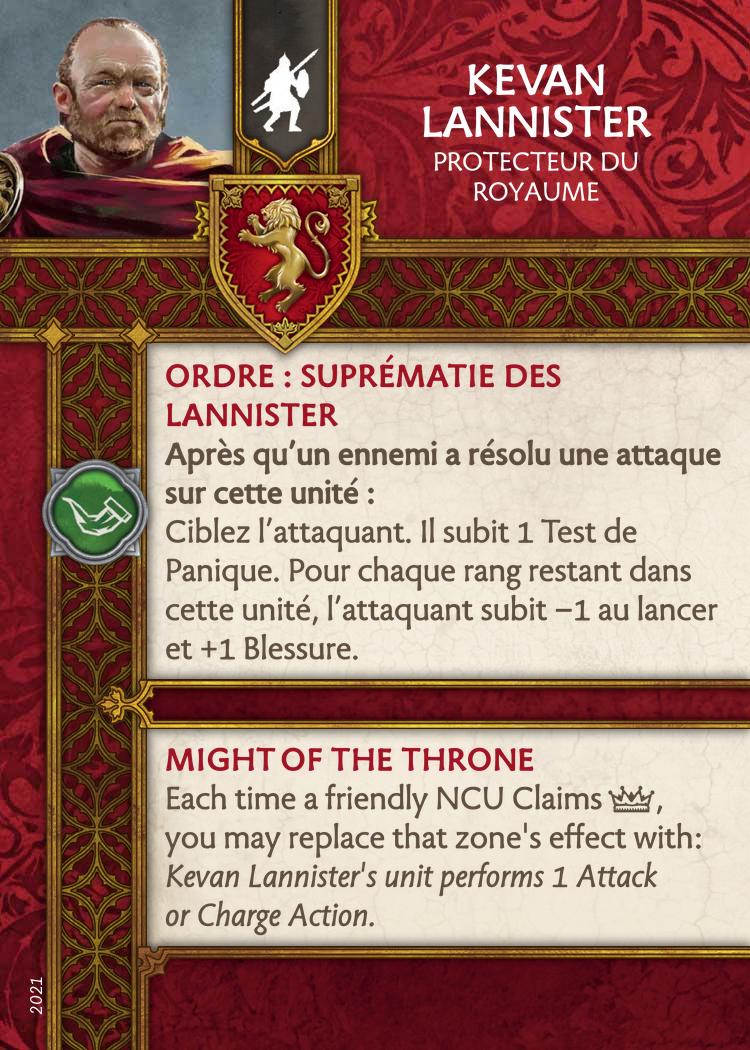 KEVAN
LANNISTER
PROTECTEUR DU
ROYAUME
ORDRE : SUPRÉMATIE DES
LANNISTER
Après qu’un ennemi a résolu une attaque
sur cette unité :
Ciblez l’attaquant. Il subit 1 Test de
Panique. Pour chaque rang restant dans
cette unité, l’attaquant subit –1 au lancer
et +1 Blessure.
MIGHT OF THE THRONE
Each time a friendly NCU Claims ,
you may replace that zone's effect with:
Kevan Lannister's unit performs 1 Attack
or Charge Action.
2021